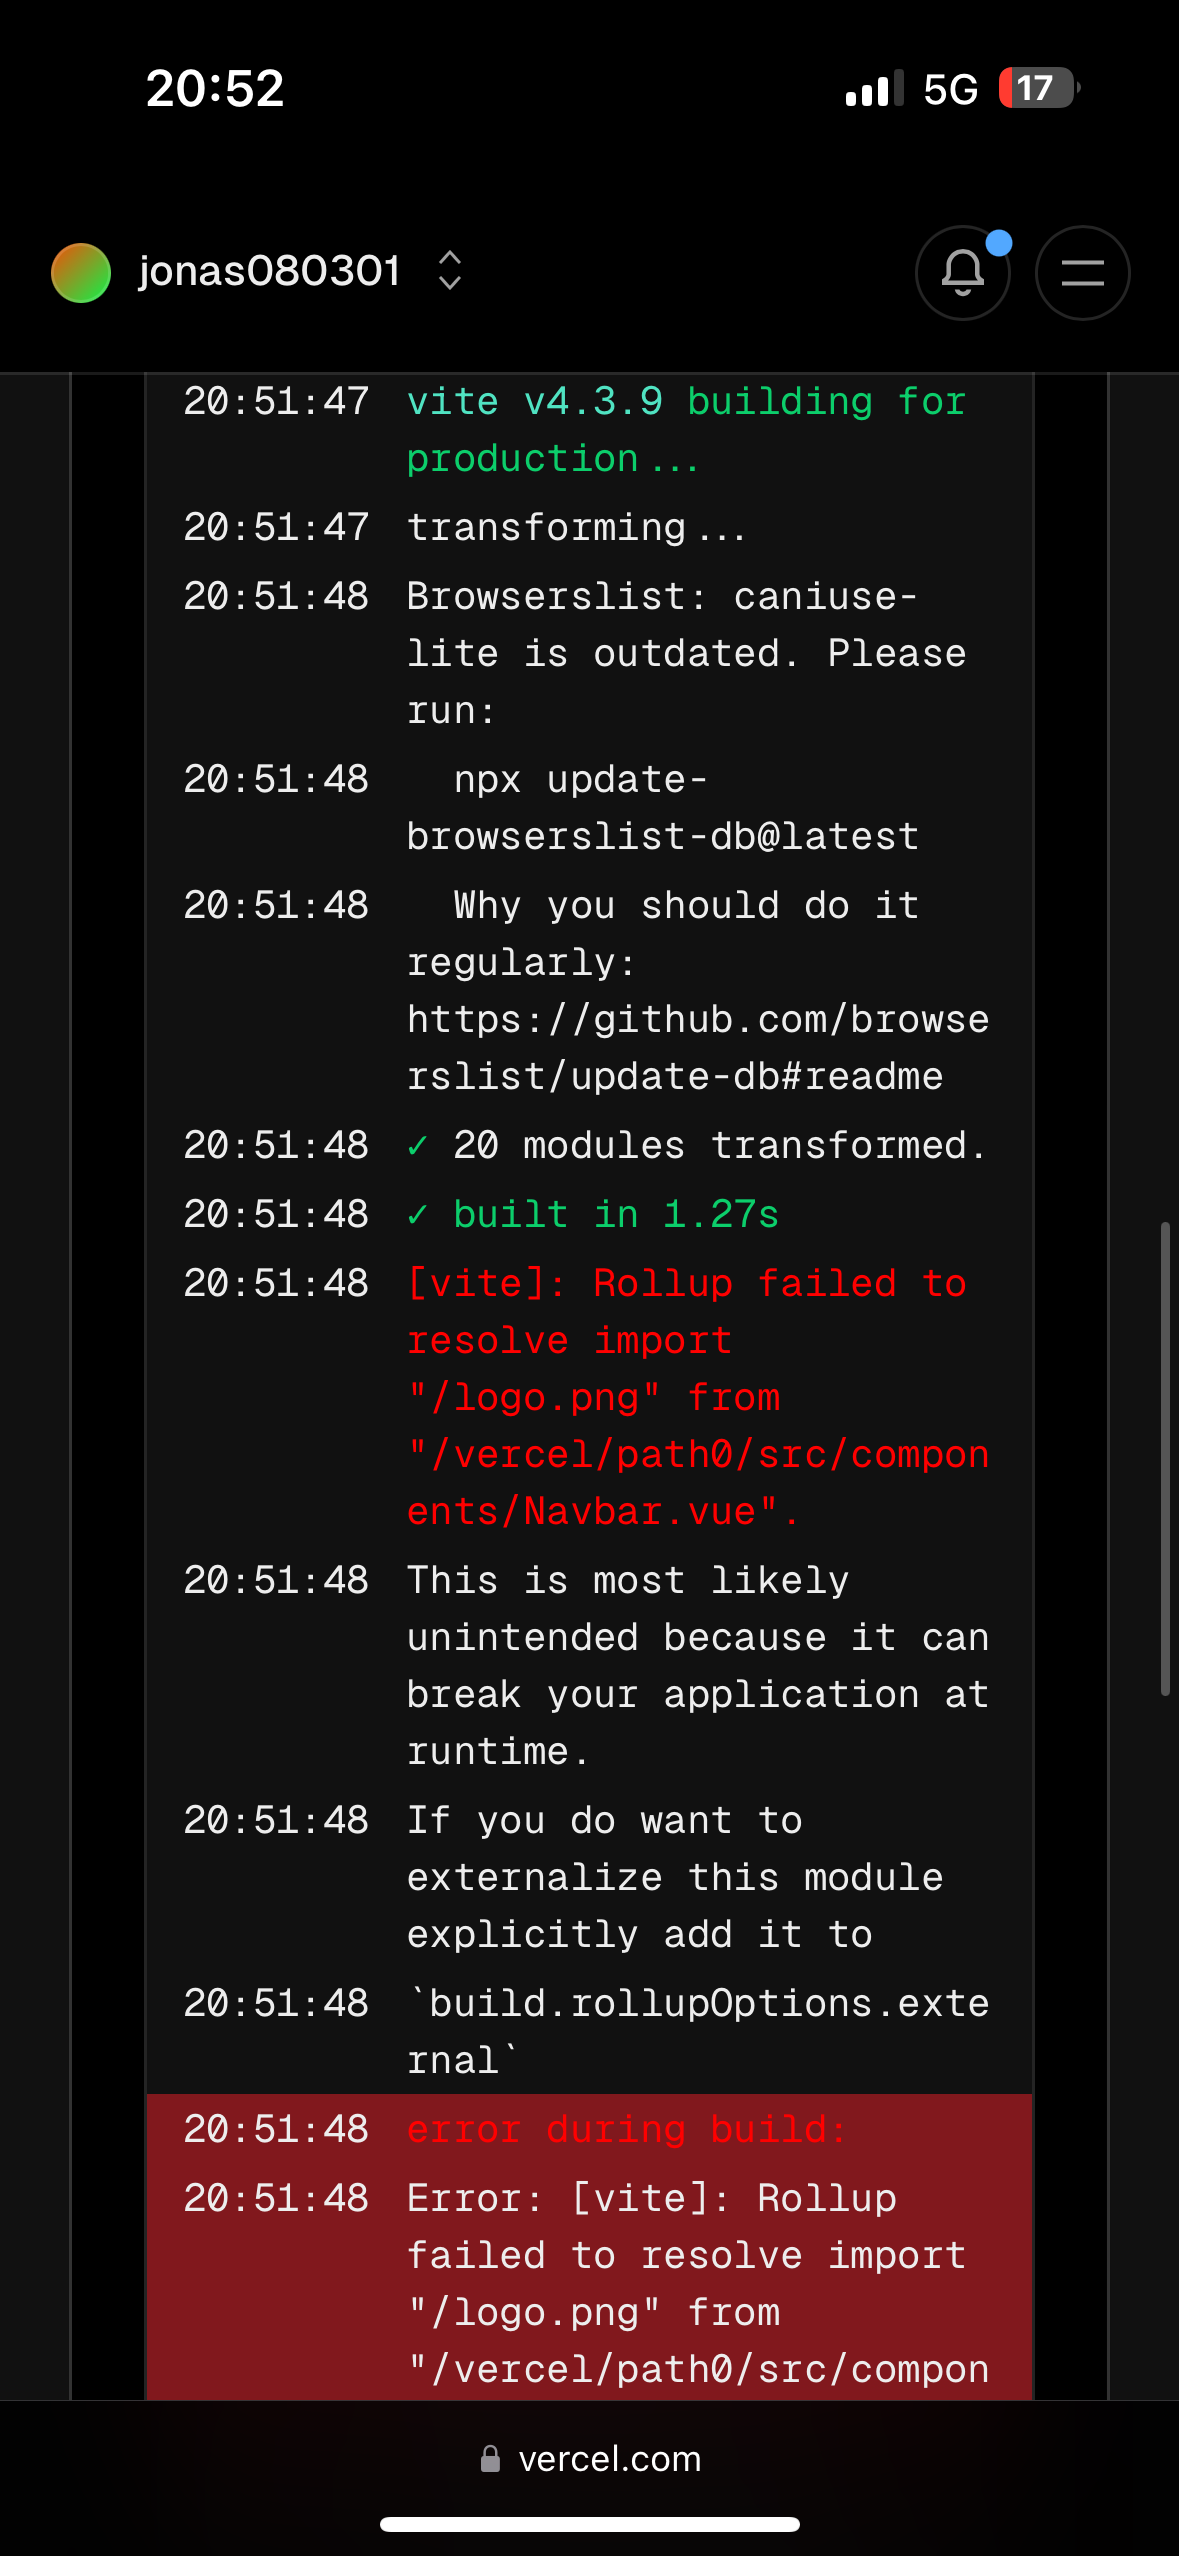 20:52
5G 17
jonas080301
20:51:47 vite v4.3.9 building for
production...
20:51:47 transforming...
20:51:48 Browserslist: caniuse-
lite is outdated. Please
run:
20:51:48 npx update-
browserslist-db@latest
20:51:48 Why you should do it
regularly:
https://github.com/browse
rslist/update-db#readme
20:51:48 ✓ 20 modules transformed.
20:51:48 ✓ built in 1.27s
20:51:48 [vite]: Rollup failed to
resolve import
"/logo.png" from
"/vercel/path0/src/compon
ents/Navbar.vue".
20:51:48 This is most likely
unintended because it can
break your application at
runtime.
20:51:48 If you do want to
externalize this module
explicitly add it to
20:51:48 `build.rollupOptions.exte
rnal`
20:51:48 error during build:
20:51:48 Error: [vite]: Rollup
failed to resolve import
"/logo.png" from
"/vercel/path0/src/compon
vercel.com